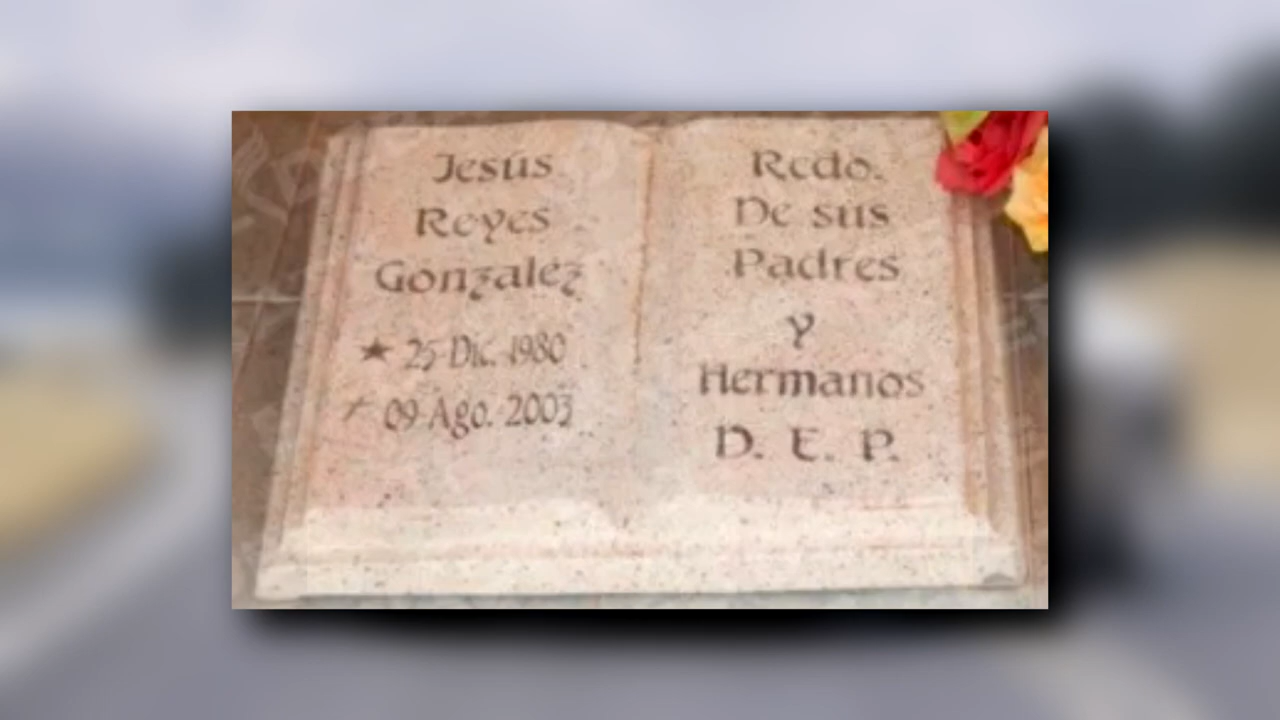 Jesús
Reyes
Gonzalez
★ 25 Dic. 1980
† 09 Ago. 2003
Rcdo.
De sus
Padres
y
Hermanos
D. E. P.